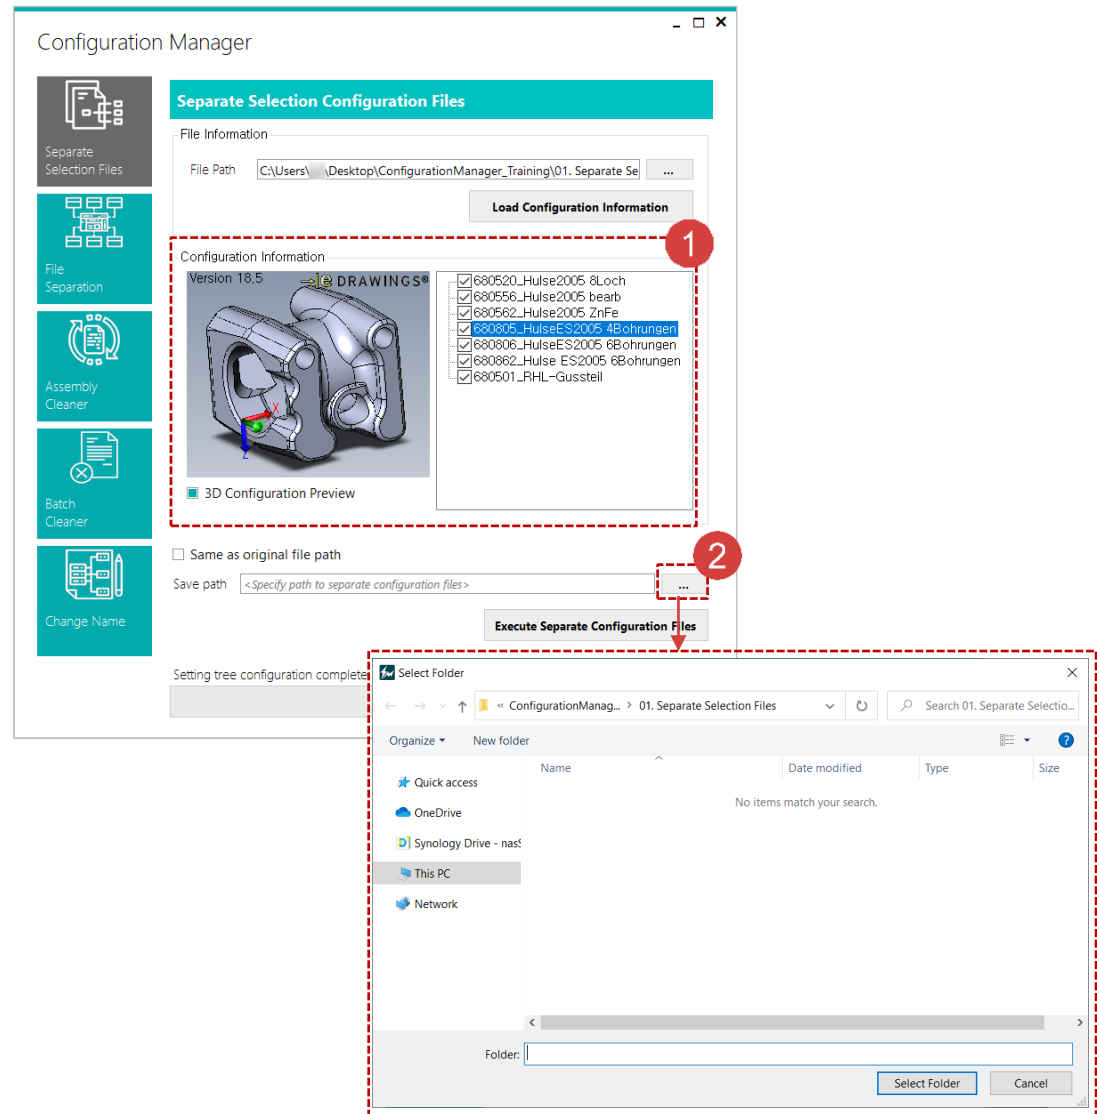 Configuration Manager
Separate
Selection Files
File
Separation
Assembly
Cleaner
Batch
Cleaner
Change Name
Separate Selection Configuration Files
File Information
File Path C:\Users\ \Desktop\ConfigurationManager_Training\01. Separate Se ...
Load Configuration Information
1
Configuration Information
Version 18,5 eDRAWINGS®
X
Z
3D Configuration Preview
680520_Hulse2005 8Loch
680556_Hulse2005 bearb
680562_Hulse2005 ZnFe
680805_HulseES2005 4Bohrungen
680806_HulseES2005 6Bohrungen
680862_Hulse ES2005 6Bohrungen
680501_RHL-Gussteil
Same as original file path
2
Save path <Specify path to separate configuration files> ...
Execute Separate Configuration Files
Setting tree configuration complete
Select Folder
« ConfigurationManag... > 01. Separate Selection Files
Search 01. Separate Selectio...
Organize New folder
?
Name Date modified Type Size
No items match your search.
Quick access
OneDrive
Synology Drive - nasS
This PC
Network
Folder:
Select Folder Cancel